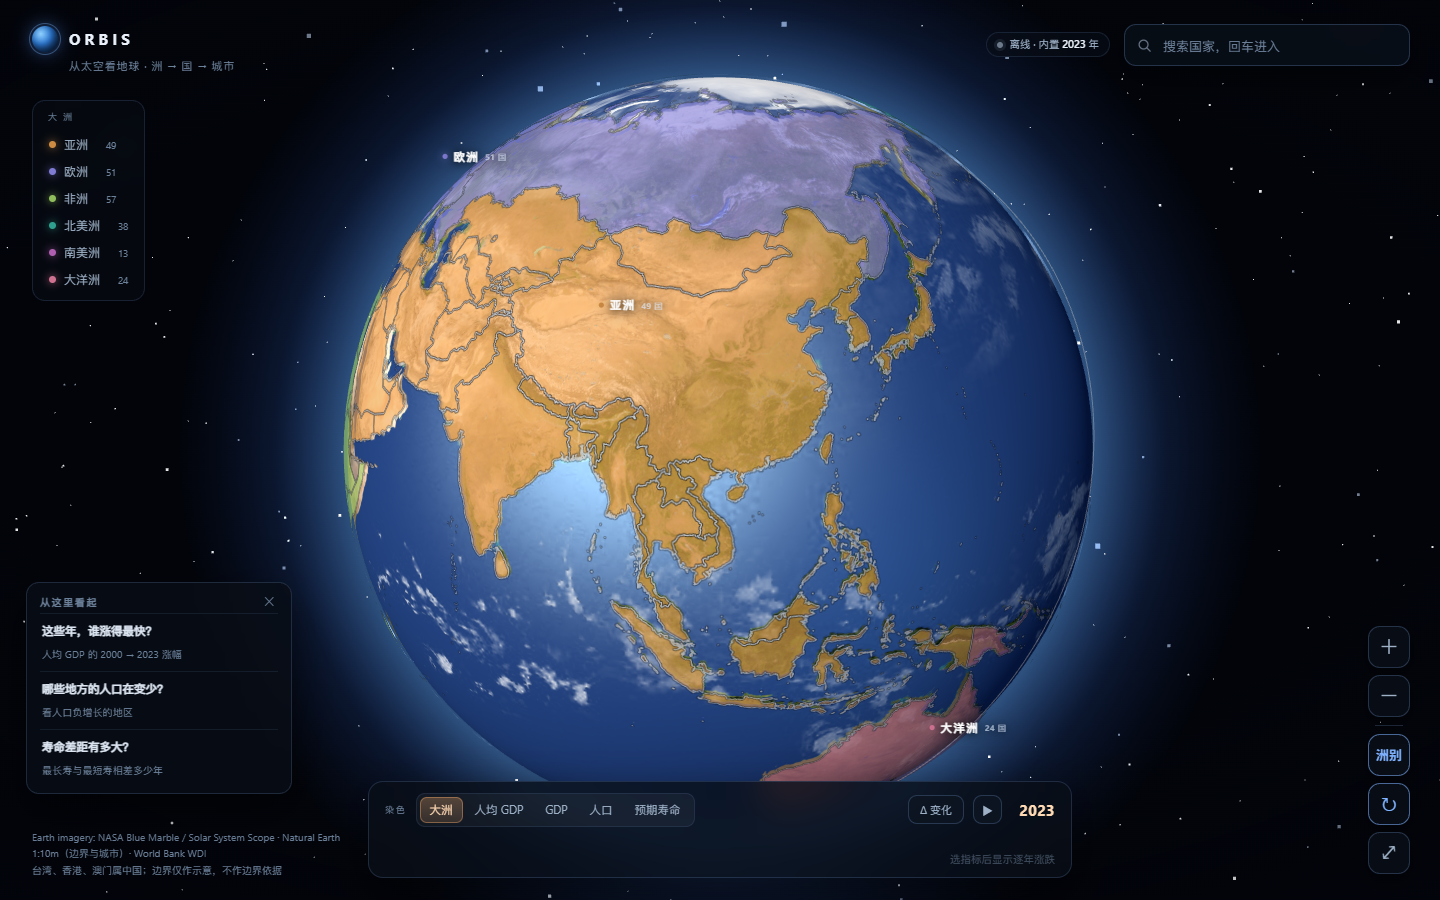 ORBIS
从太空看地球 · 洲 → 国 → 城市
离线 · 内置 2023 年
搜索国家，回车进入
大 洲
亚洲 49
欧洲 51
非洲 57
北美洲 38
南美洲 13
大洋洲 24
欧洲 51 国
亚洲 49 国
大洋洲 24 国
从这里看起
这些年，谁涨得最快？
人均 GDP 的 2000 → 2023 涨幅
哪些地方的人口在变少？
看人口负增长的地区
寿命差距有多大？
最长寿与最短寿相差多少年
洲别
染色 大洲 人均 GDP GDP 人口 预期寿命 Δ 变化 2023
选指标后显示逐年涨跌
Earth imagery: NASA Blue Marble / Solar System Scope · Natural Earth
1:10m（边界与城市）· World Bank WDI
台湾、香港、澳门属中国；边界仅作示意，不作边界依据